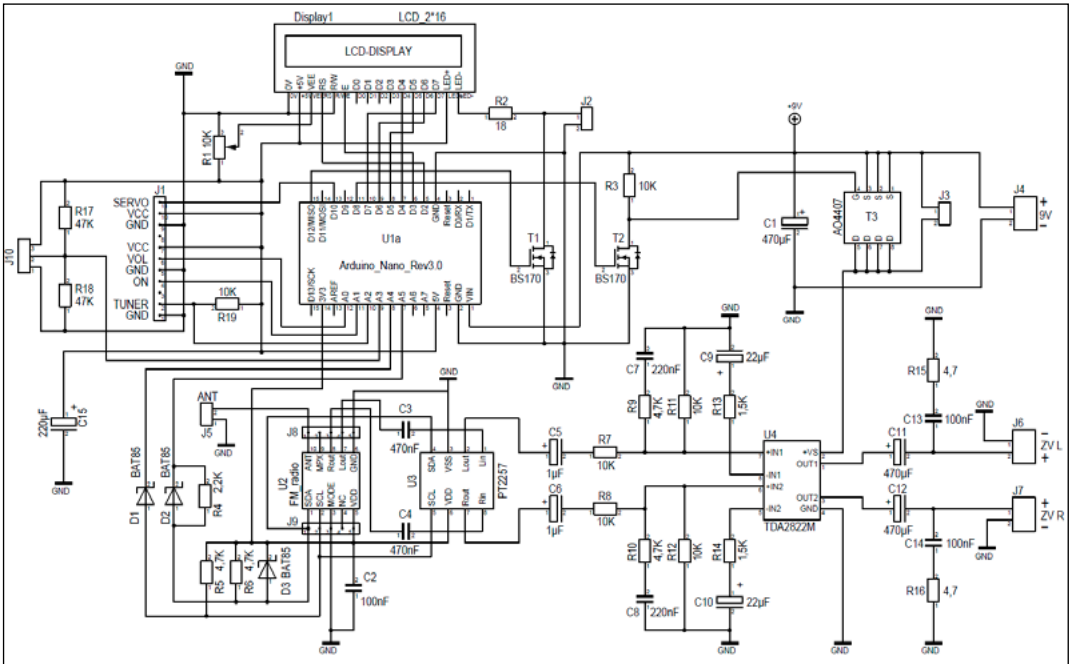 Display1 LCD_2*16
LCD-DISPLAY
0V +5V VEE RS R/W E D0 D1 D2 D3 D4 D5 D6 D7 LED+ LED-
GND
R1 10K
R2
18
J2
+9V
R3
10K
J1
SERVO
VCC
GND
VCC
VOL
GND
ON
TUNER
GND
R17
47K
R18
47K
J10
10K
R19
D12/MISO D11/MOSI D10 D9 D8 D7 D6 D5 D4 D3 D2 GND Reset D0/RX D1/TX
U1a
Arduino_Nano_Rev3.0
D13/SCK 3V3 AREF A0 A1 A2 A3 A4 A5 A6 A7 5V Reset GND VIN
T1
BS170
T2
BS170
C1
470µF
G S S S
AO4407
T3
D D D D
J3
J4
+
9V
−
GND
GND
220µF
C15
+
GND
ANT
J5
GND
BAT85
D1
BAT85
D2
2,2K
R4
4,7K
R5
4,7K
R6
D3 BAT85
J8
ANT MPX Rout Lout GND
U2
FM_radio
SDA SCL MODE NC VDD
J9
GND
C3
470nF
C4
470nF
C2
100nF
GND
SDA VSS Lout Lin
U3
PT2257
SCL VDD Rout Rin
C5
1µF
R7
10K
C6
1µF
R8
10K
GND
C7
220nF
R9
4,7K
R11
10K
C9
22µF
R13
1,5K
R10
4,7K
R12
10K
R14
1,5K
C8
220nF
C10
22µF
GND
GND
U4
+IN1
-IN1
+IN2
-IN2
+VS
OUT1
OUT2
GND
TDA2822M
GND
C11
470µF
C12
470µF
GND
R15
4,7
C13
100nF
GND
J6
−
ZV L
+
J7
+
ZV R
−
GND
C14
100nF
R16
4,7
GND